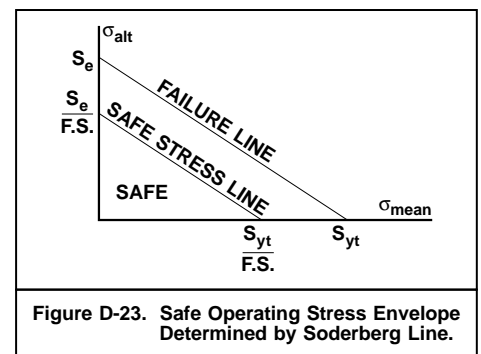 σalt
Se
Se
F.S.
FAILURE LINE
SAFE STRESS LINE
SAFE
σmean
Syt
F.S.
Syt
Figure D-23. Safe Operating Stress Envelope
Determined by Soderberg Line.